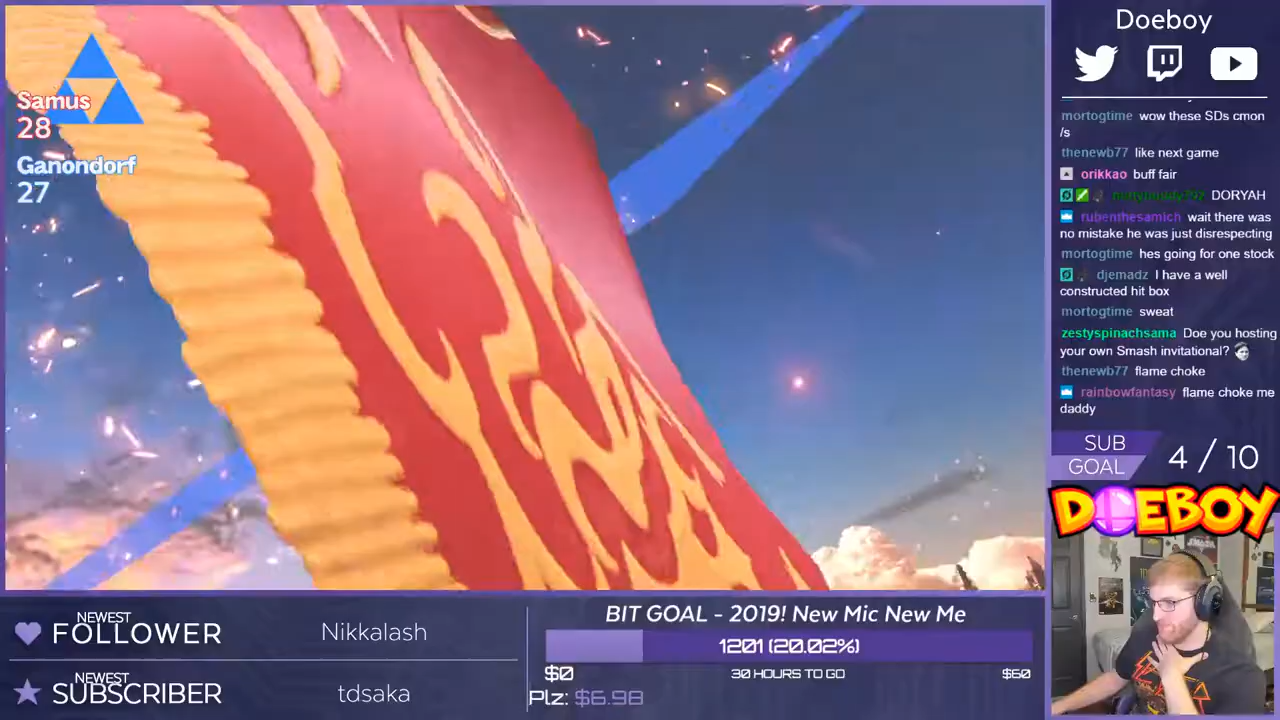 Doeboy
Samus
28
Ganondorf
27
mortogtime wow these SDs cmon
/s
thenewb77 like next game
orikkao buff fair
DORYAH
rubenthesamich wait there was
no mistake he was just disrespecting
mortogtime hes going for one stock
djemadz I have a well
constructed hit box
mortogtime sweat
zestyspinachsama Doe you hosting
your own Smash invitational?
thenewb77 flame choke
rainbowfantasy flame choke me
daddy
SUB
GOAL
4 / 10
DOEBOY
NEWEST
FOLLOWER
Nikkalash
NEWEST
SUBSCRIBER
tdsaka
BIT GOAL - 2019! New Mic New Me
1201 (20.02%)
$0
30 HOURS TO GO
$60
Plz: $6.98